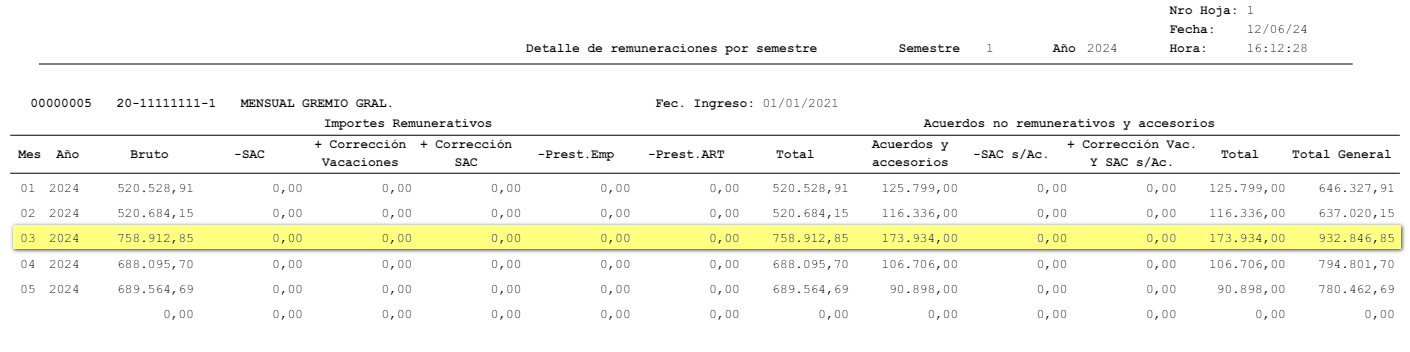 Nro Hoja: 1
Fecha: 12/06/24
Detalle de remuneraciones por semestre Semestre 1 Año 2024 Hora: 16:12:28
00000005 20-11111111-1 MENSUAL GREMIO GRAL. Fec. Ingreso: 01/01/2021
Importes Remunerativos Acuerdos no remunerativos y accesorios
Mes Año Bruto -SAC + Corrección Vacaciones + Corrección SAC -Prest.Emp -Prest.ART Total Acuerdos y accesorios -SAC s/Ac. + Corrección Vac. Y SAC s/Ac. Total Total General
01 2024 520.528,91 0,00 0,00 0,00 0,00 0,00 520.528,91 125.799,00 0,00 0,00 125.799,00 646.327,91
02 2024 520.684,15 0,00 0,00 0,00 0,00 0,00 520.684,15 116.336,00 0,00 0,00 116.336,00 637.020,15
03 2024 758.912,85 0,00 0,00 0,00 0,00 0,00 758.912,85 173.934,00 0,00 0,00 173.934,00 932.846,85
04 2024 688.095,70 0,00 0,00 0,00 0,00 0,00 688.095,70 106.706,00 0,00 0,00 106.706,00 794.801,70
05 2024 689.564,69 0,00 0,00 0,00 0,00 0,00 689.564,69 90.898,00 0,00 0,00 90.898,00 780.462,69
0,00 0,00 0,00 0,00 0,00 0,00 0,00 0,00 0,00 0,00 0,00 0,00